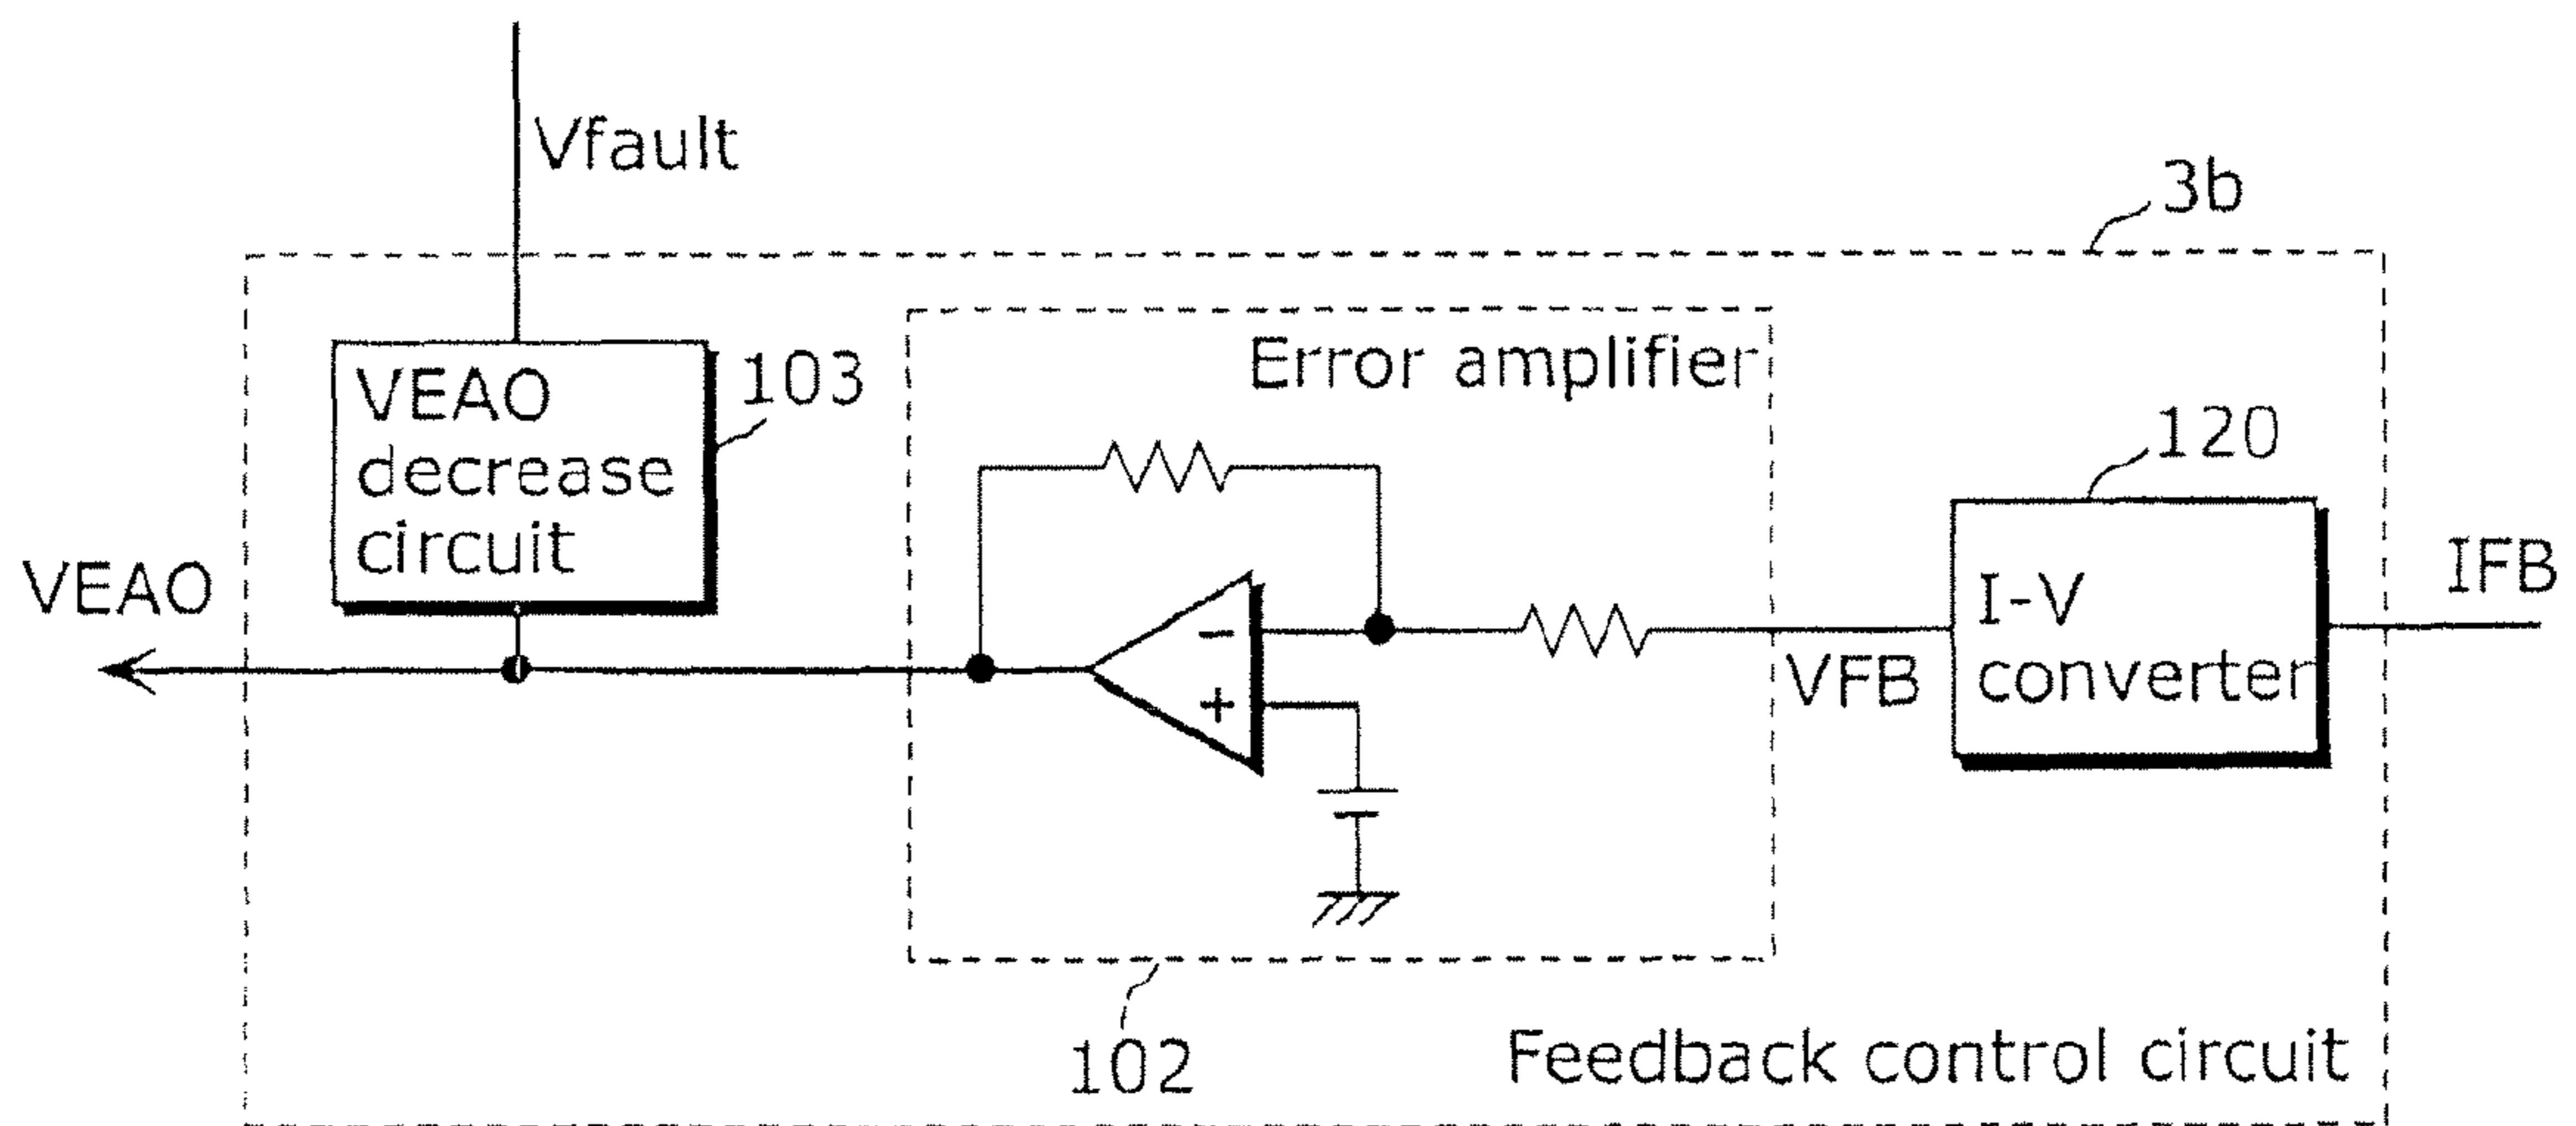 Vfault
3b
VEAO
decrease
circuit
103
Error amplifier
120
VEAO
I-V
converter
IFB
VFB
−
+
102
Feedback control circuit